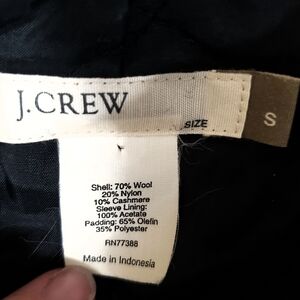 J.CREW
SIZE
S
Shell: 70% Wool
20% Nylon
10% Cashmere
Sleeve Lining:
100% Acetate
Padding: 65% Olefin
35% Polyester
RN77388
Made in Indonesia